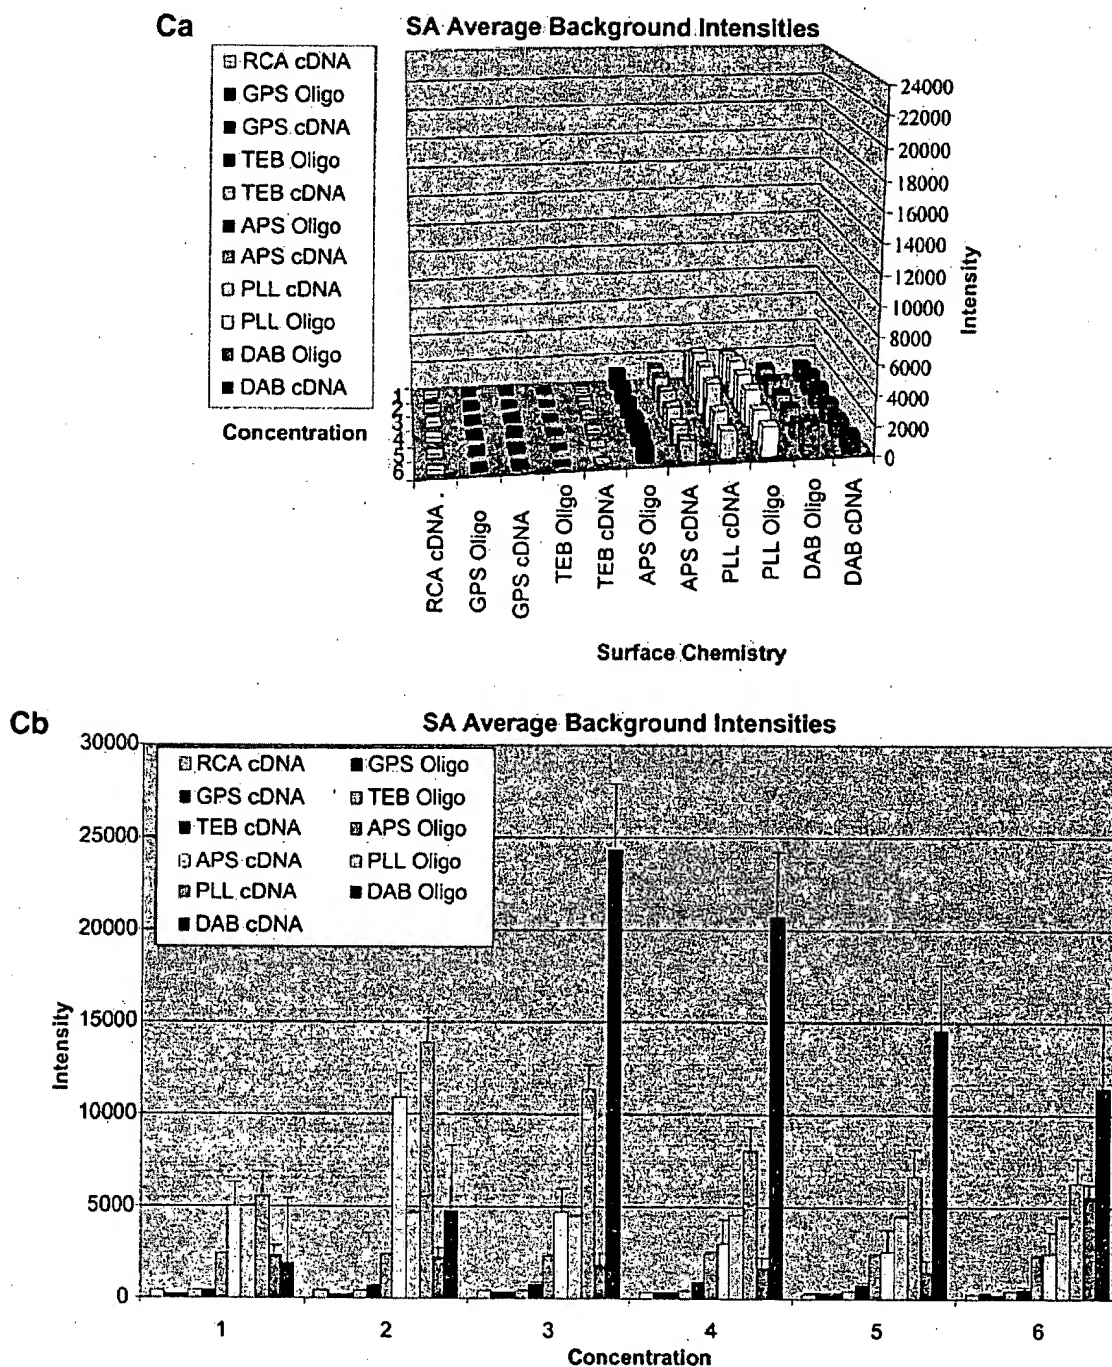 Ca
SA Average Background Intensities
RCA cDNA
GPS Oligo
GPS cDNA
TEB Oligo
TEB cDNA
APS Oligo
APS cDNA
PLL cDNA
PLL Oligo
DAB Oligo
DAB cDNA
24000
22000
20000
18000
16000
14000
12000
10000
8000
6000
4000
2000
0
Intensity
1
2
3
4
5
6
Concentration
RCA cDNA
GPS Oligo
GPS cDNA
TEB Oligo
TEB cDNA
APS Oligo
APS cDNA
PLL cDNA
PLL Oligo
DAB Oligo
DAB cDNA
Surface Chemistry
Cb
SA Average Background Intensities
30000
25000
20000
15000
10000
5000
0
Intensity
RCA cDNA GPS Oligo
GPS cDNA TEB Oligo
TEB cDNA APS Oligo
APS cDNA PLL Oligo
PLL cDNA DAB Oligo
DAB cDNA
1 2 3 4 5 6
Concentration